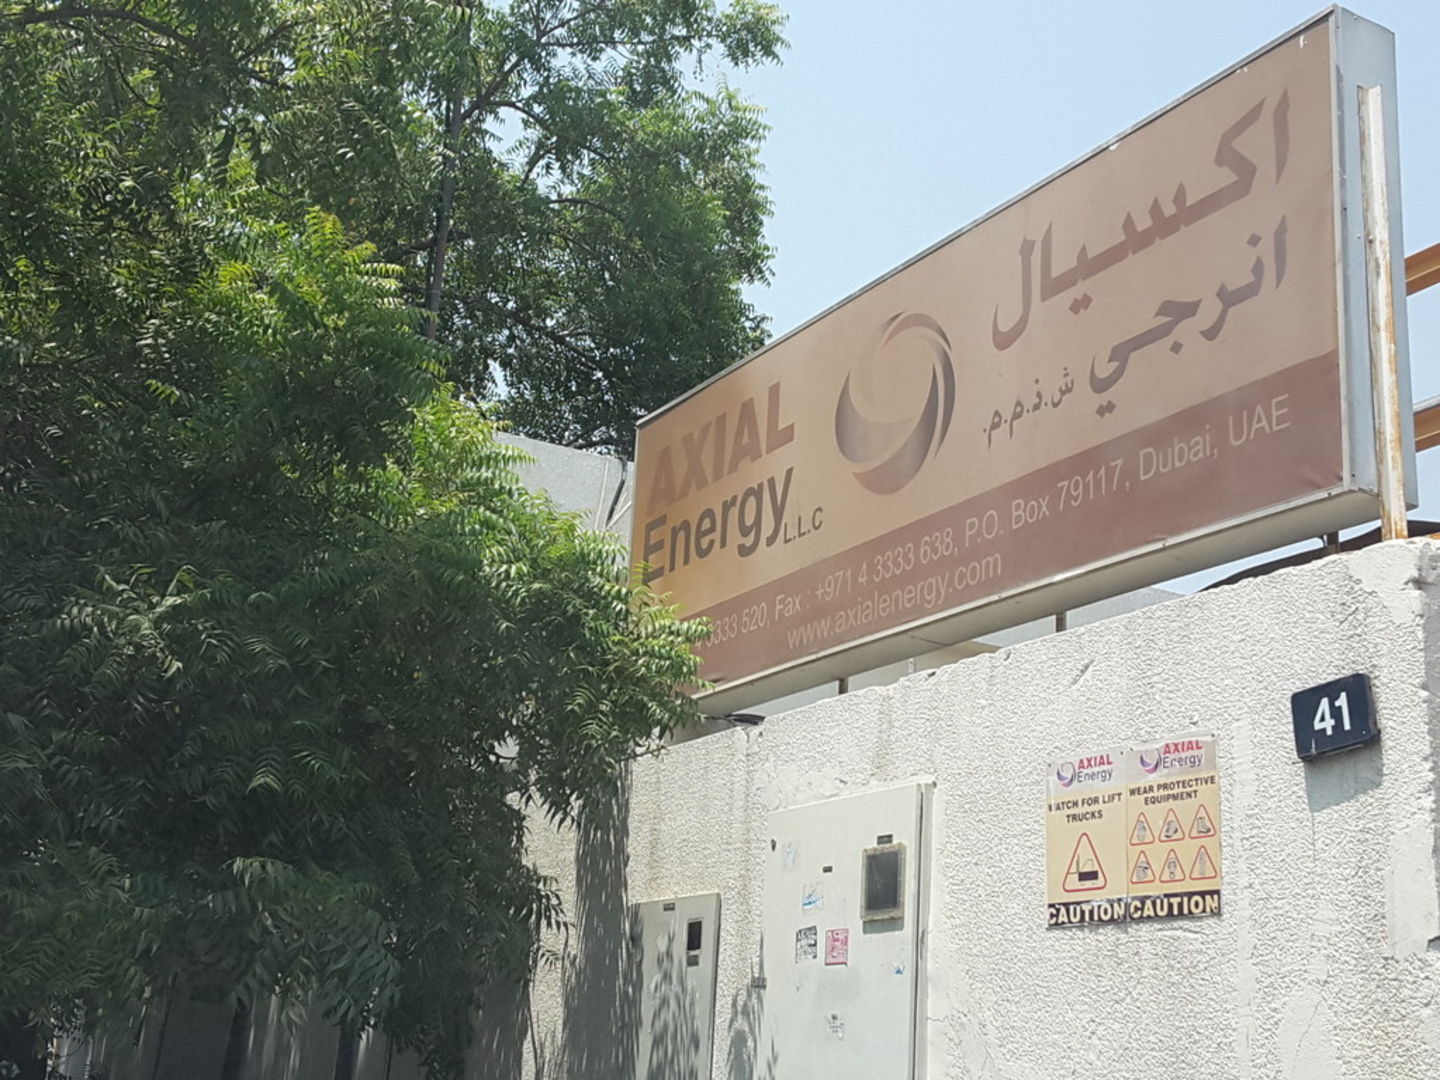 اكسيال
انرجي ش.ذ.م.م.
AXIAL
Energy L.L.C
3333 520, Fax : +971 4 3333 638, P.O. Box 79117, Dubai, UAE
www.axialenergy.com
41
AXIAL
Energy
WATCH FOR LIFT
TRUCKS
CAUTION
AXIAL
Energy
WEAR PROTECTIVE
EQUIPMENT
CAUTION